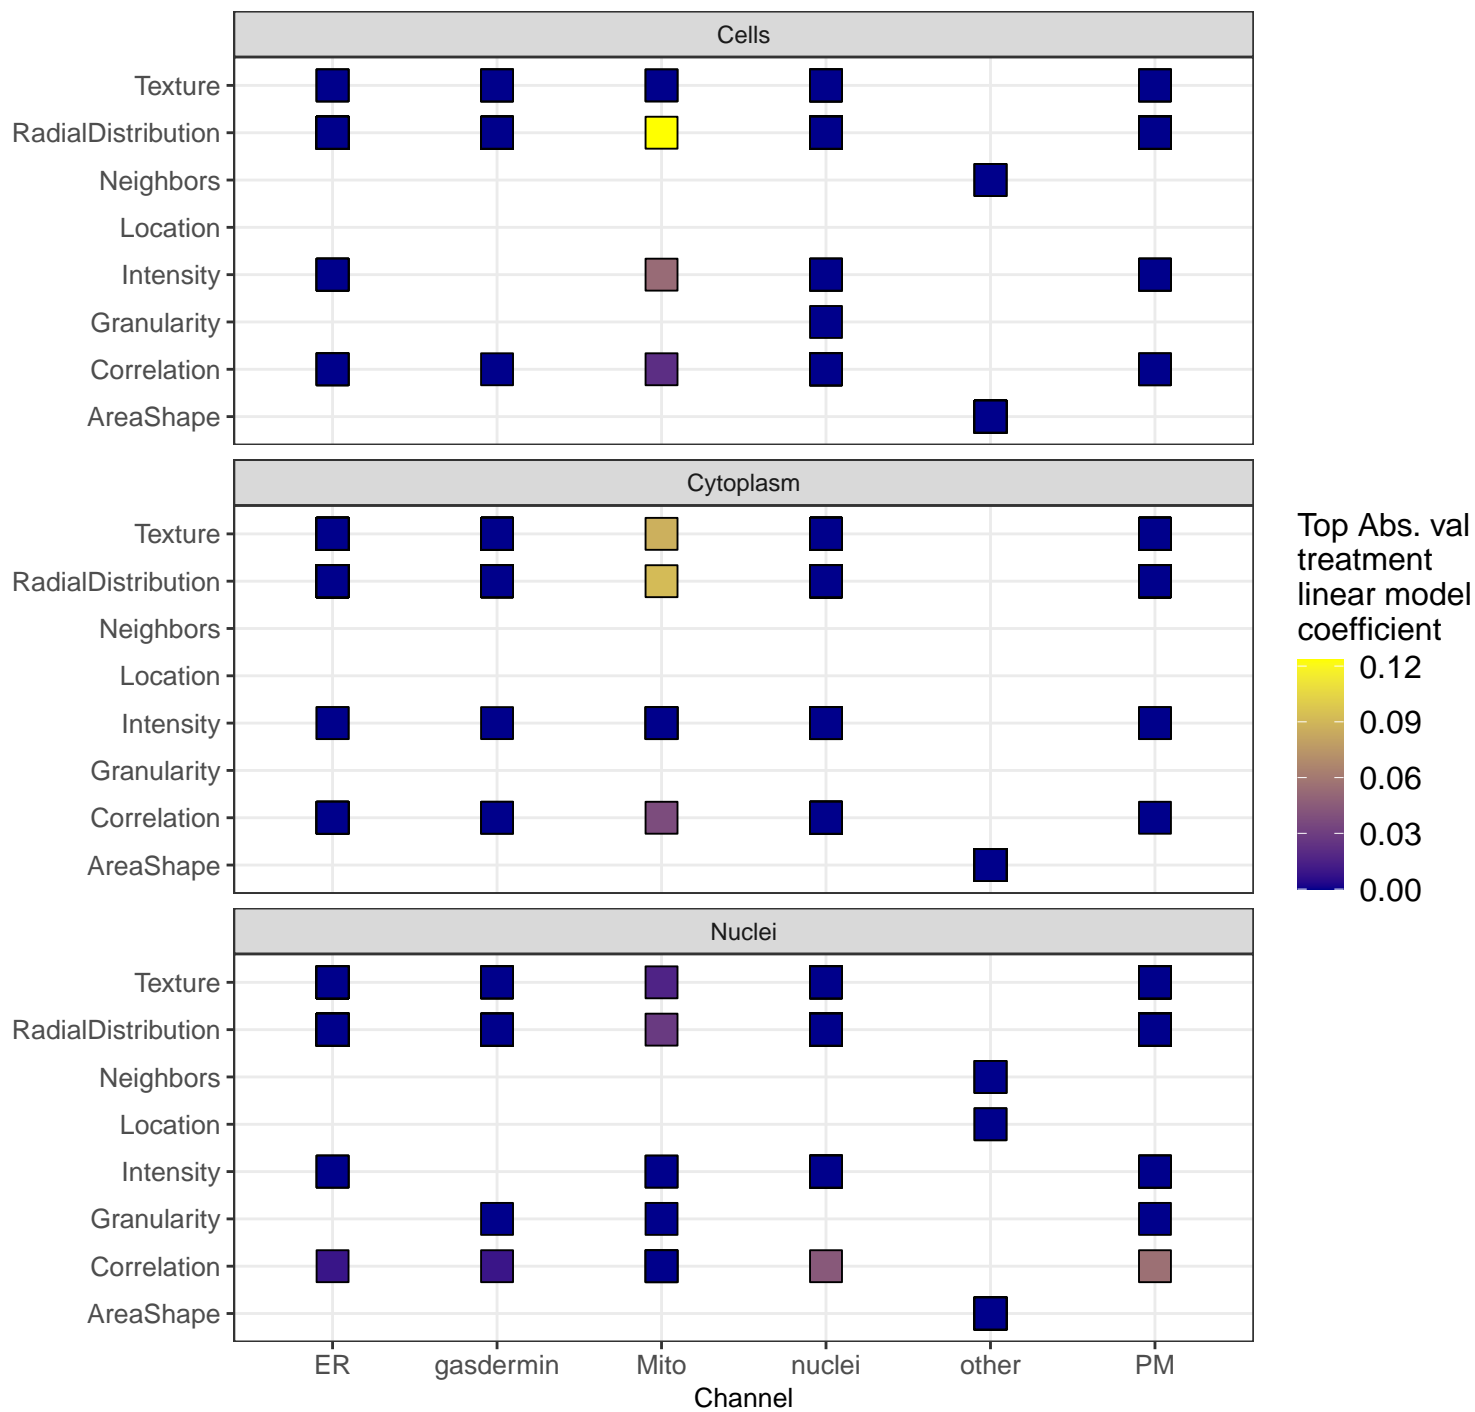 Cells
Texture
RadialDistribution
Neighbors
Location
Intensity
Granularity
Correlation
AreaShape
Cytoplasm
Texture
RadialDistribution
Neighbors
Location
Intensity
Granularity
Correlation
AreaShape
Nuclei
Texture
RadialDistribution
Neighbors
Location
Intensity
Granularity
Correlation
AreaShape
ER gasdermin Mito nuclei other PM
Channel
Top Abs. val
treatment
linear model
coefficient
0.12
0.09
0.06
0.03
0.00